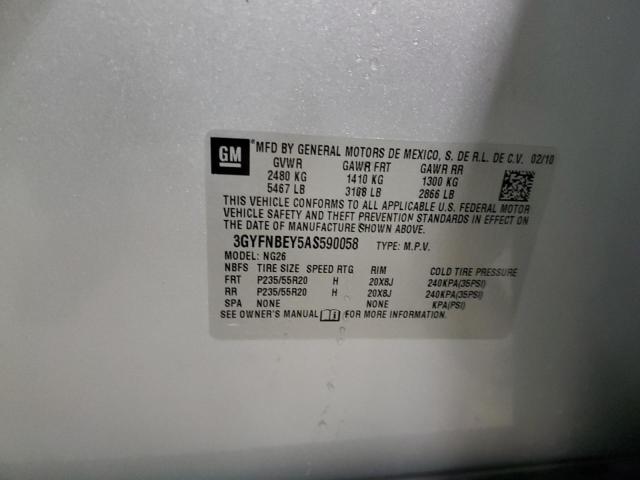 GM ®MFD BY GENERAL MOTORS DE MEXICO, S. DE R.L. DE C.V. 02/10
GVWR GAWR FRT GAWR RR
2480 KG 1410 KG 1300 KG
5467 LB 3108 LB 2866 LB
THIS VEHICLE CONFORMS TO ALL APPLICABLE U.S. FEDERAL MOTOR
VEHICLE SAFETY AND THEFT PREVENTION STANDARDS IN EFFECT ON
THE DATE OF MANUFACTURE SHOWN ABOVE.
3GYFNBEY5AS590058 TYPE: M.P.V.
MODEL: NG26
NBFS TIRE SIZE SPEED RTG RIM COLD TIRE PRESSURE
FRT P235/55R20 H 20X8J 240KPA(35PSI)
RR P235/55R20 H 20X8J 240KPA(35PSI)
SPA NONE NONE KPA(PSI)
SEE OWNER'S MANUAL FOR MORE INFORMATION.